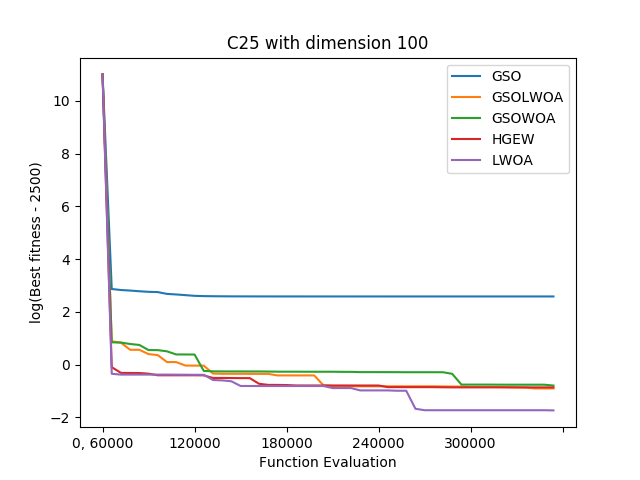 C25 with dimension 100
log(Best fitness - 2500)
10
8
6
4
2
0
−2
GSO
GSOLWOA
GSOWOA
HGEW
LWOA
0, 60000
120000
180000
240000
300000
Function Evaluation